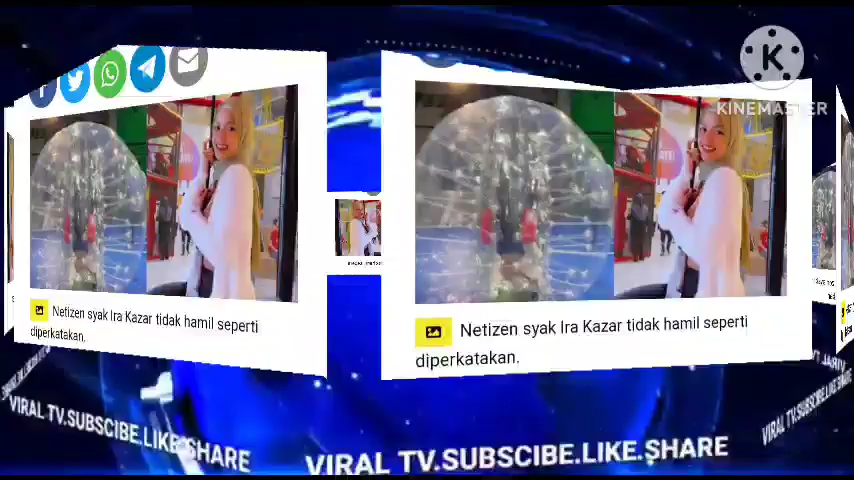 K
KINEMASTER
Netizen syak Ira Kazar tidak hamil seperti
diperkatakan.
Netizen syak Ira Kazar tidak hamil seperti
diperkatakan.
VIRAL TV.SUBSCIBE.LIKE.SHARE
VIRAL TV.SUBSCIBE.LIKE.SHARE
VIRAL TV.SUBSCIBE.LIKE.SHARE